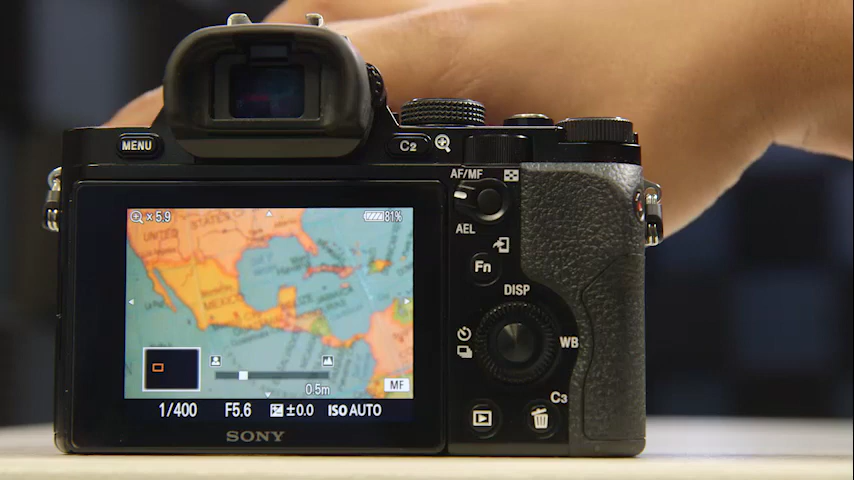 MENU
C2
AF/MF
AEL
× 5.9
81%
UNITED
STATES
MEXICO
Fn
DISP
WB
0.5m
MF
1/400 F5.6 ±0.0 ISO AUTO
C3
SONY